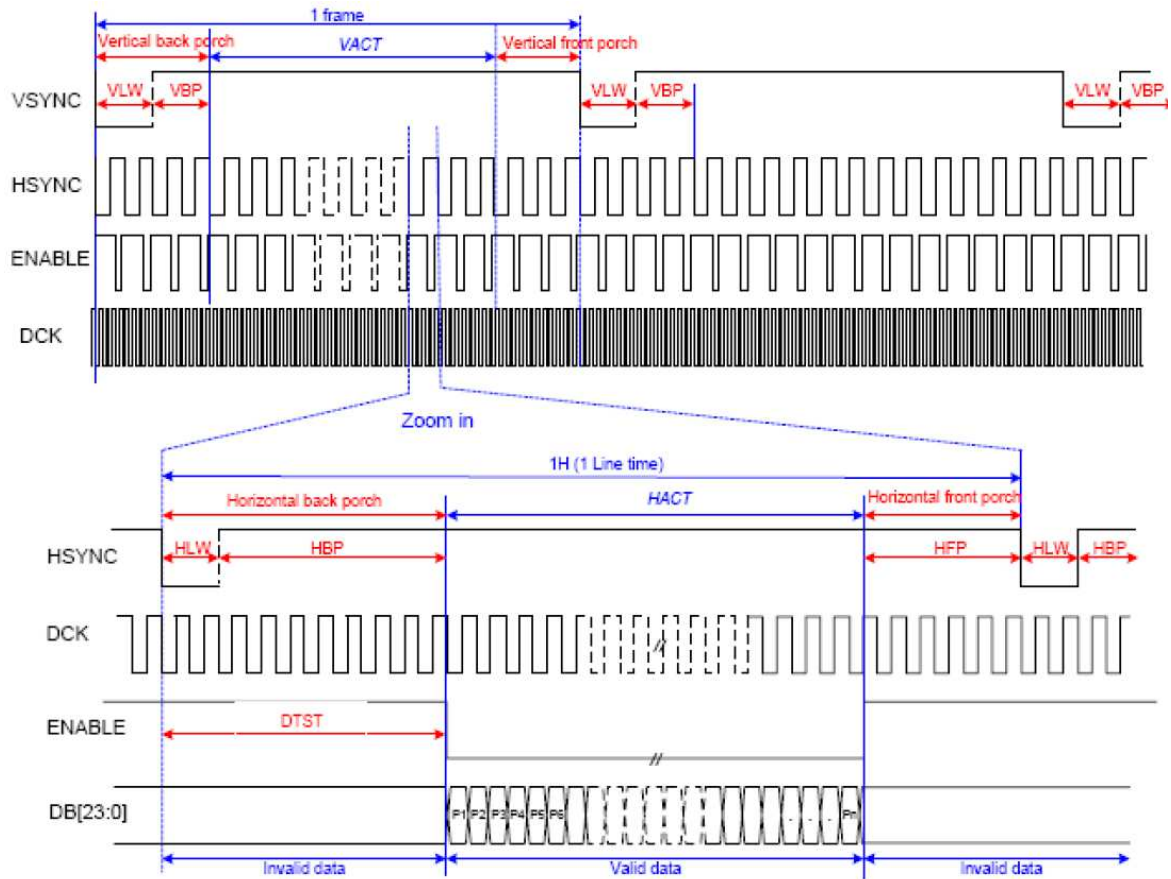 1 frame
Vertical back porch VACT Vertical front porch
VSYNC VLW VBP VLW VBP VLW VBP
HSYNC
ENABLE
DCK
Zoom in
1H (1 Line time)
Horizontal back porch HACT Horizontal front porch
HSYNC HLW HBP HFP HLW HBP
DCK //
ENABLE DTST //
DB[23:0] P1 P2 P3 P4 P5 P6 . . . Pn
Invalid data Valid data Invalid data